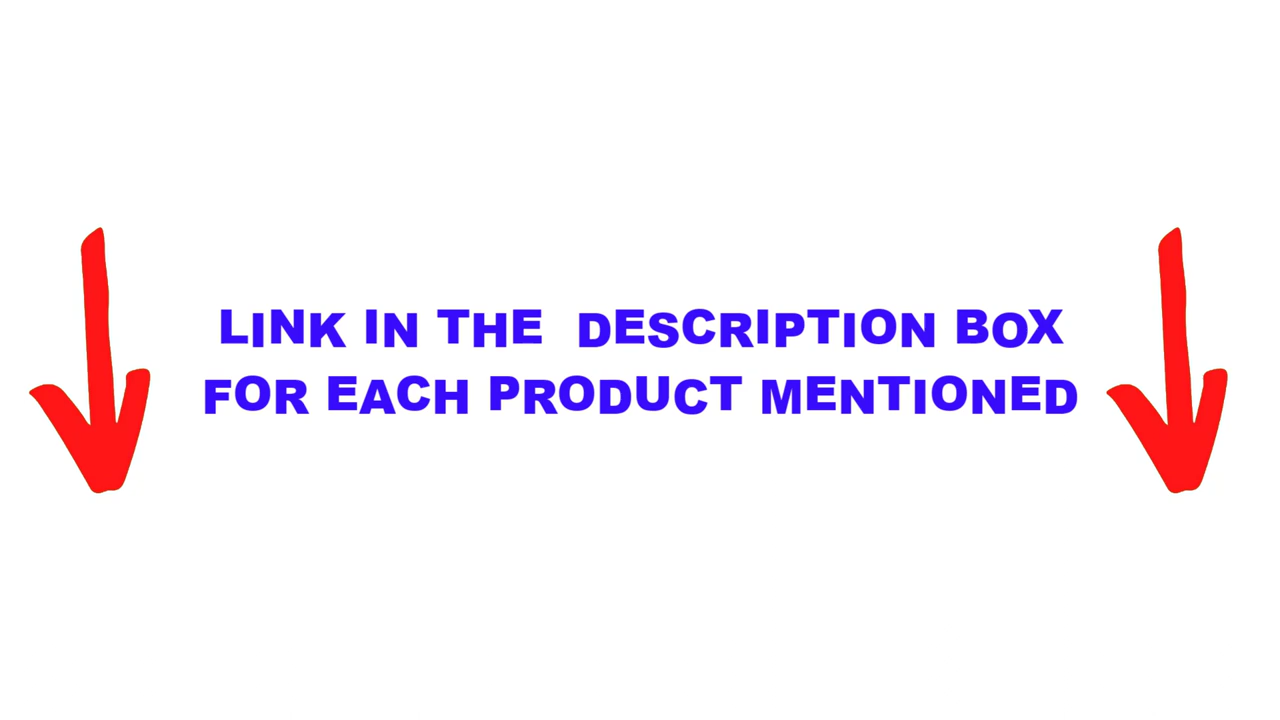 LINK IN THE  DESCRIPTION BOX
FOR EACH PRODUCT MENTIONED